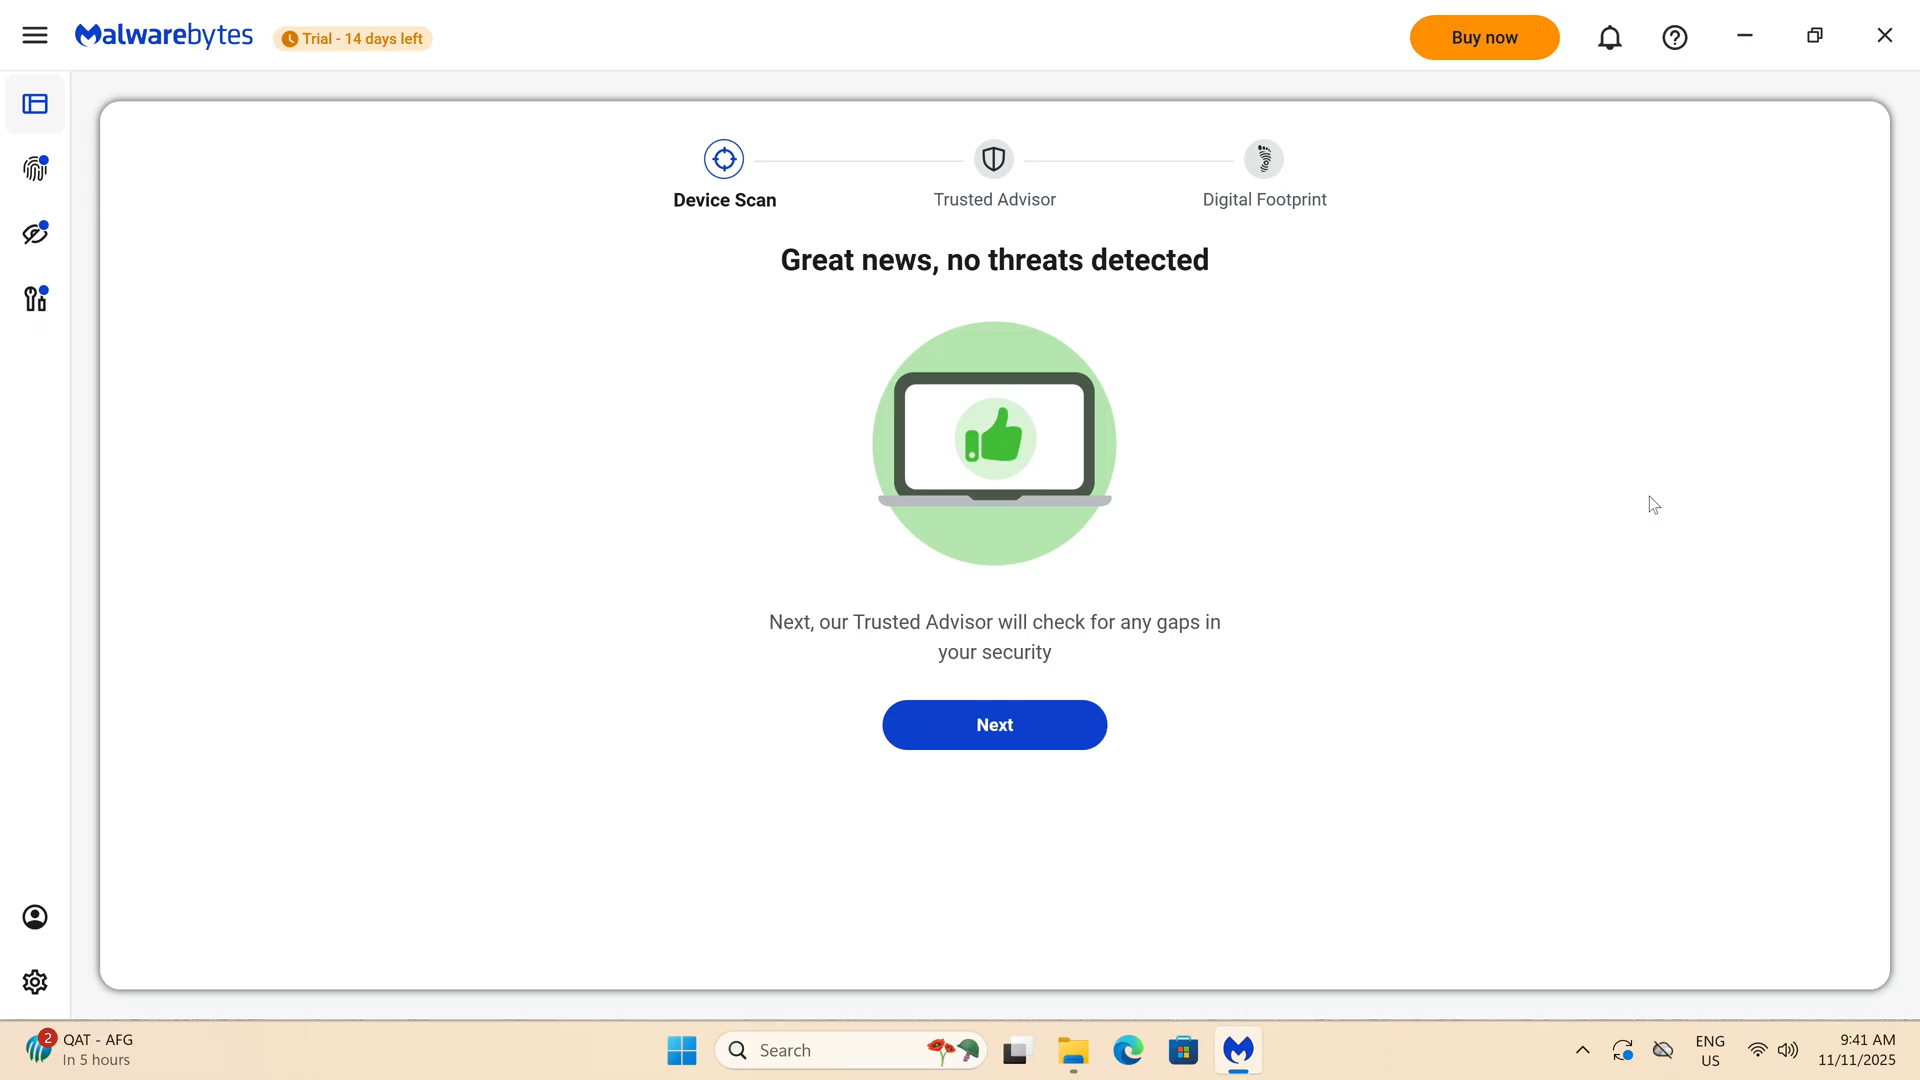 Malwarebytes
Trial - 14 days left
Buy now
Device Scan
Trusted Advisor
Digital Footprint
Great news, no threats detected
Next, our Trusted Advisor will check for any gaps in
your security
Next
2
QAT - AFG
In 5 hours
Search
ENG
US
9:41 AM
11/11/2025